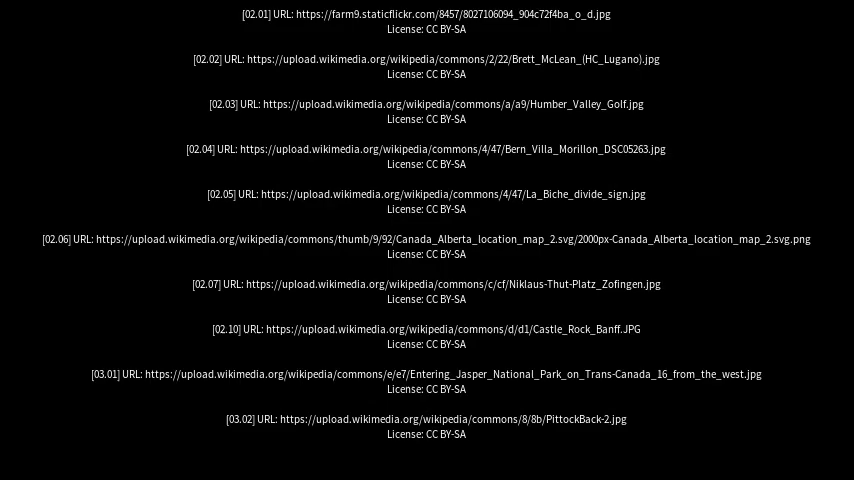 [02.01] URL: https://farm9.staticflickr.com/8457/8027106094_904c72f4ba_o_d.jpg
License: CC BY-SA
[02.02] URL: https://upload.wikimedia.org/wikipedia/commons/2/22/Brett_McLean_(HC_Lugano).jpg
License: CC BY-SA
[02.03] URL: https://upload.wikimedia.org/wikipedia/commons/a/a9/Humber_Valley_Golf.jpg
License: CC BY-SA
[02.04] URL: https://upload.wikimedia.org/wikipedia/commons/4/47/Bern_Villa_Morillon_DSC05263.jpg
License: CC BY-SA
[02.05] URL: https://upload.wikimedia.org/wikipedia/commons/4/47/La_Biche_divide_sign.jpg
License: CC BY-SA
[02.06] URL: https://upload.wikimedia.org/wikipedia/commons/thumb/9/92/Canada_Alberta_location_map_2.svg/2000px-Canada_Alberta_location_map_2.svg.png
License: CC BY-SA
[02.07] URL: https://upload.wikimedia.org/wikipedia/commons/c/cf/Niklaus-Thut-Platz_Zofingen.jpg
License: CC BY-SA
[02.10] URL: https://upload.wikimedia.org/wikipedia/commons/d/d1/Castle_Rock_Banff.JPG
License: CC BY-SA
[03.01] URL: https://upload.wikimedia.org/wikipedia/commons/e/e7/Entering_Jasper_National_Park_on_Trans-Canada_16_from_the_west.jpg
License: CC BY-SA
[03.02] URL: https://upload.wikimedia.org/wikipedia/commons/8/8b/PittockBack-2.jpg
License: CC BY-SA